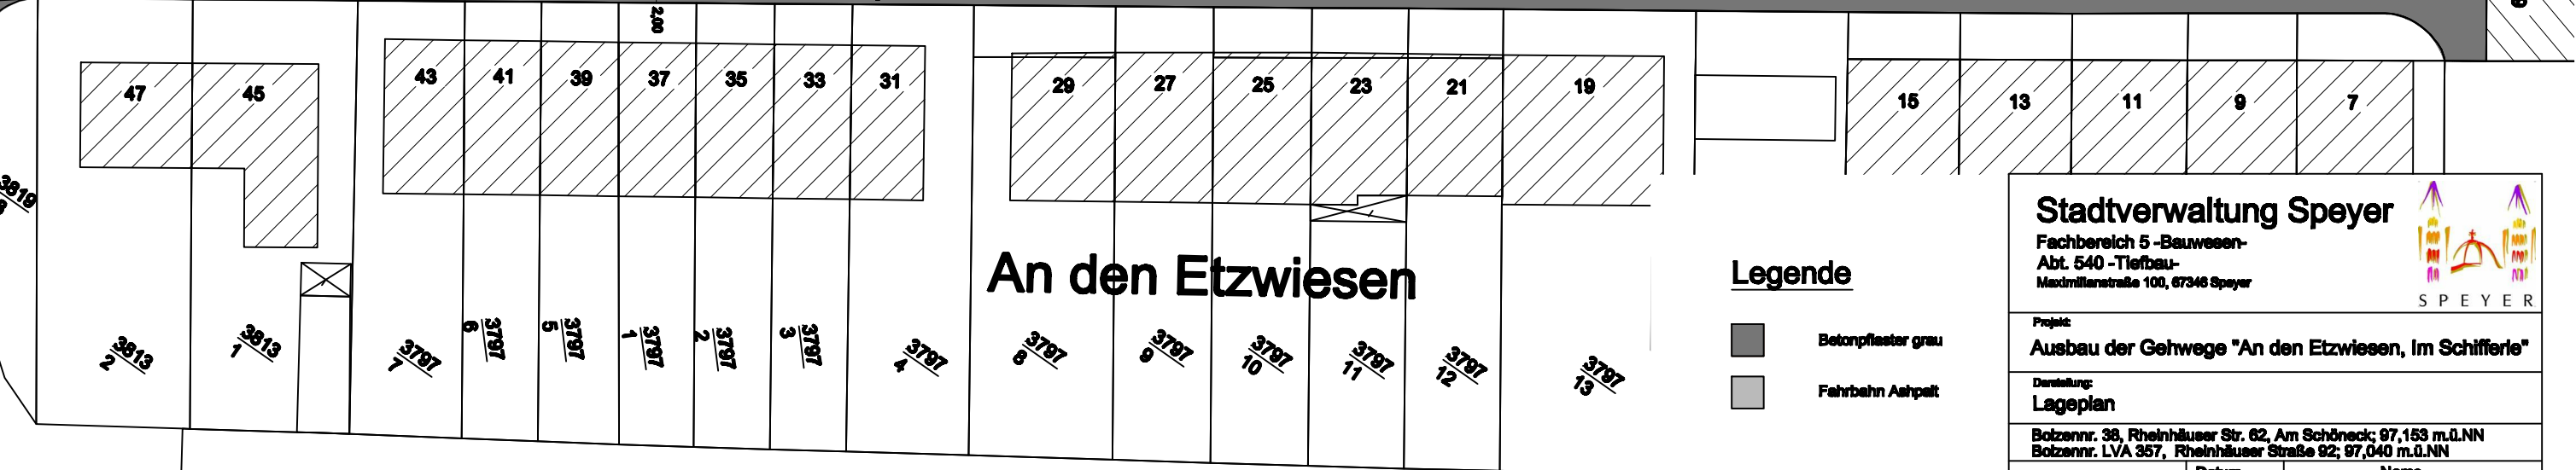 2,00
47 45 43 41 39 37 35 33 31 29 27 25 23 21 19 15 13 11 9 7
3819
8
An den Etzwiesen
3813
2
3813
1
3797
7
3797
6
3797
5
3797
1
3797
2
3797
3
3797
4
3797
8
3797
9
3797
10
3797
11
3797
12
3797
13
Legende
Betonpflaster grau
Fahrbahn Ashpalt
Stadtverwaltung Speyer
Fachbereich 5 -Bauwesen-
Abt. 540 -Tiefbau-
Maximilianstraße 100, 67346 Speyer
SPEYER
Projekt:
Ausbau der Gehwege "An den Etzwiesen, Im Schifferle"
Darstellung:
Lageplan
Bolzennr. 38, Rheinhäuser Str. 62, Am Schöneck; 97,153 m.ü.NN
Bolzennr. LVA 357, Rheinhäuser Straße 92; 97,040 m.ü.NN
Datum Name